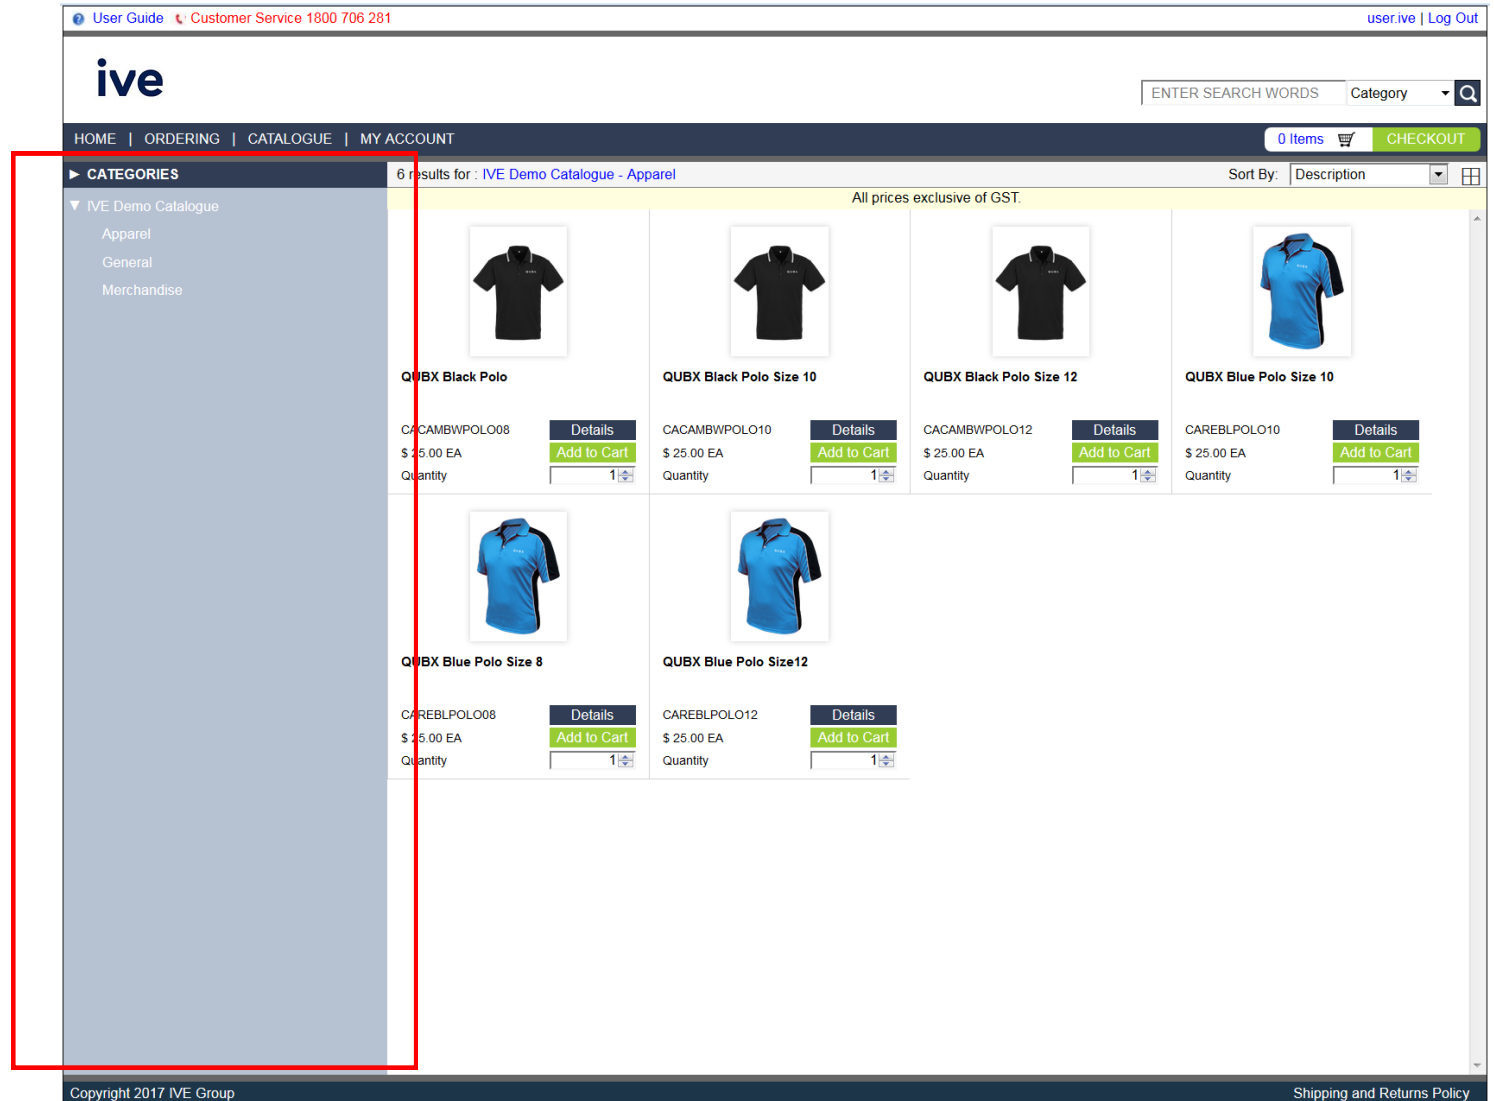 User Guide Customer Service 1800 706 281
user.ive | Log Out
ive
ENTER SEARCH WORDS Category
HOME | ORDERING | CATALOGUE | MY ACCOUNT
0 Items CHECKOUT
CATEGORIES
IVE Demo Catalogue
Apparel
General
Merchandise
6 results for : IVE Demo Catalogue - Apparel
Sort By: Description
All prices exclusive of GST.
QUBX Black Polo
CACAMBWPOLO08 Details
$ 25.00 EA Add to Cart
Quantity 1
QUBX Black Polo Size 10
CACAMBWPOLO10 Details
$ 25.00 EA Add to Cart
Quantity 1
QUBX Black Polo Size 12
CACAMBWPOLO12 Details
$ 25.00 EA Add to Cart
Quantity 1
QUBX Blue Polo Size 10
CAREBLPOLO10 Details
$ 25.00 EA Add to Cart
Quantity 1
QUBX Blue Polo Size 8
CAREBLPOLO08 Details
$ 25.00 EA Add to Cart
Quantity 1
QUBX Blue Polo Size12
CAREBLPOLO12 Details
$ 25.00 EA Add to Cart
Quantity 1
Copyright 2017 IVE Group
Shipping and Returns Policy